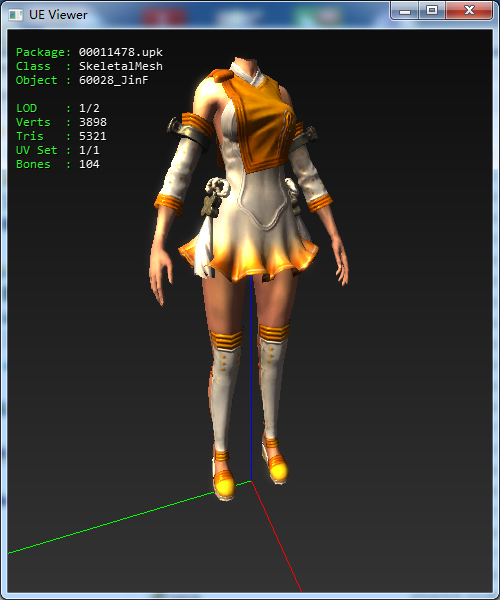 UE Viewer
Package: 00011478.upk
Class : SkeletalMesh
Object : 60028_JinF
LOD : 1/2
Verts : 3898
Tris : 5321
UV Set : 1/1
Bones : 104